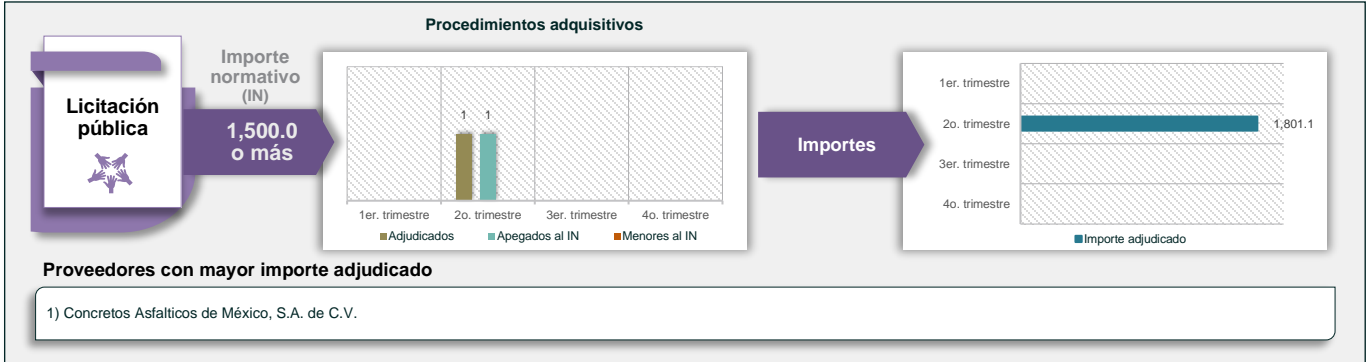 Procedimientos adquisitivos
Licitación
pública
Importe
normativo
(IN)
1,500.0
o más
1
1
1er. trimestre
2o. trimestre
3er. trimestre
4o. trimestre
Adjudicados
Apegados al IN
Menores al IN
Importes
1er. trimestre
2o. trimestre
1,801.1
3er. trimestre
4o. trimestre
Importe adjudicado
Proveedores con mayor importe adjudicado
1) Concretos Asfalticos de México, S.A. de C.V.